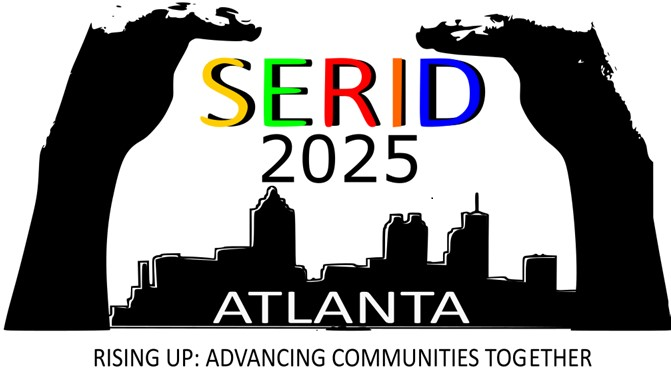 SERID
2025
ATLANTA
RISING UP: ADVANCING COMMUNITIES TOGETHER